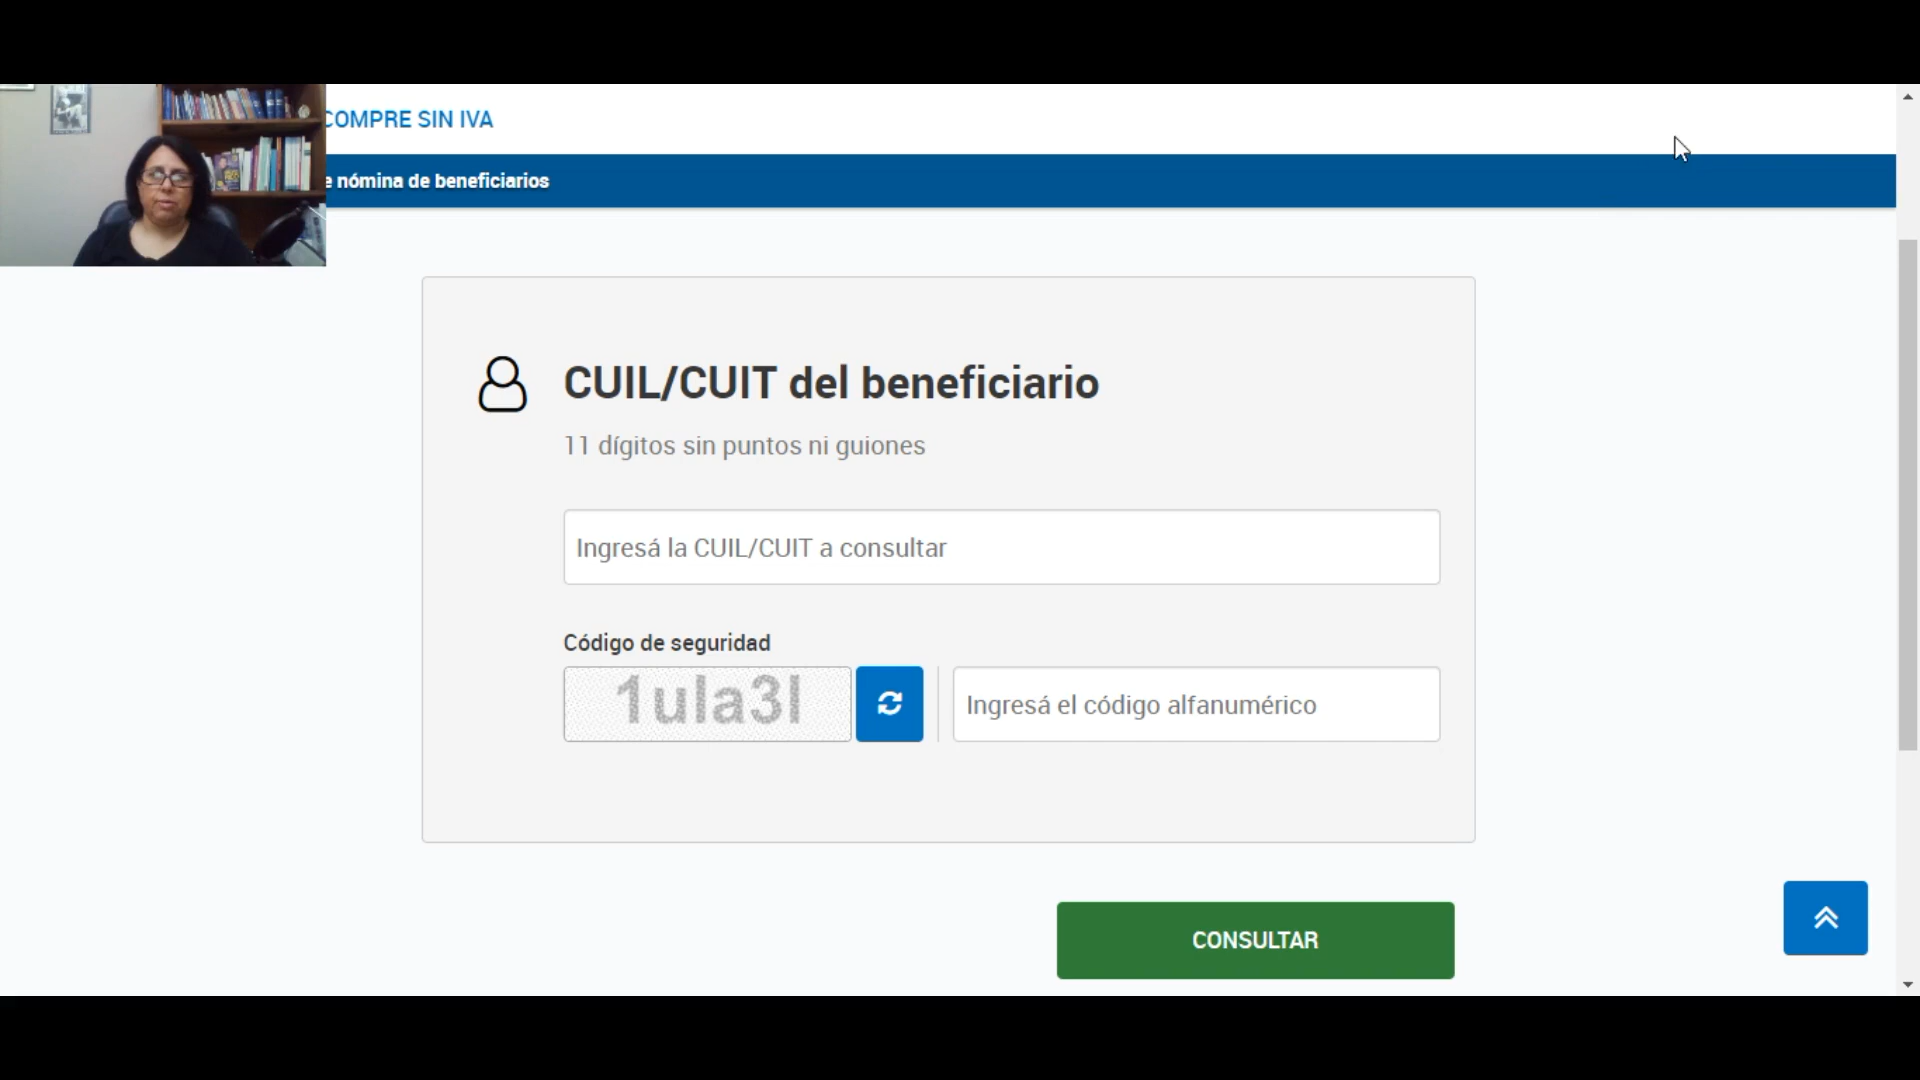 COMPRE SIN IVA
e nómina de beneficiarios
CUIL/CUIT del beneficiario
11 dígitos sin puntos ni guiones
Ingresá la CUIL/CUIT a consultar
Código de seguridad
1ula3l
Ingresá el código alfanumérico
CONSULTAR